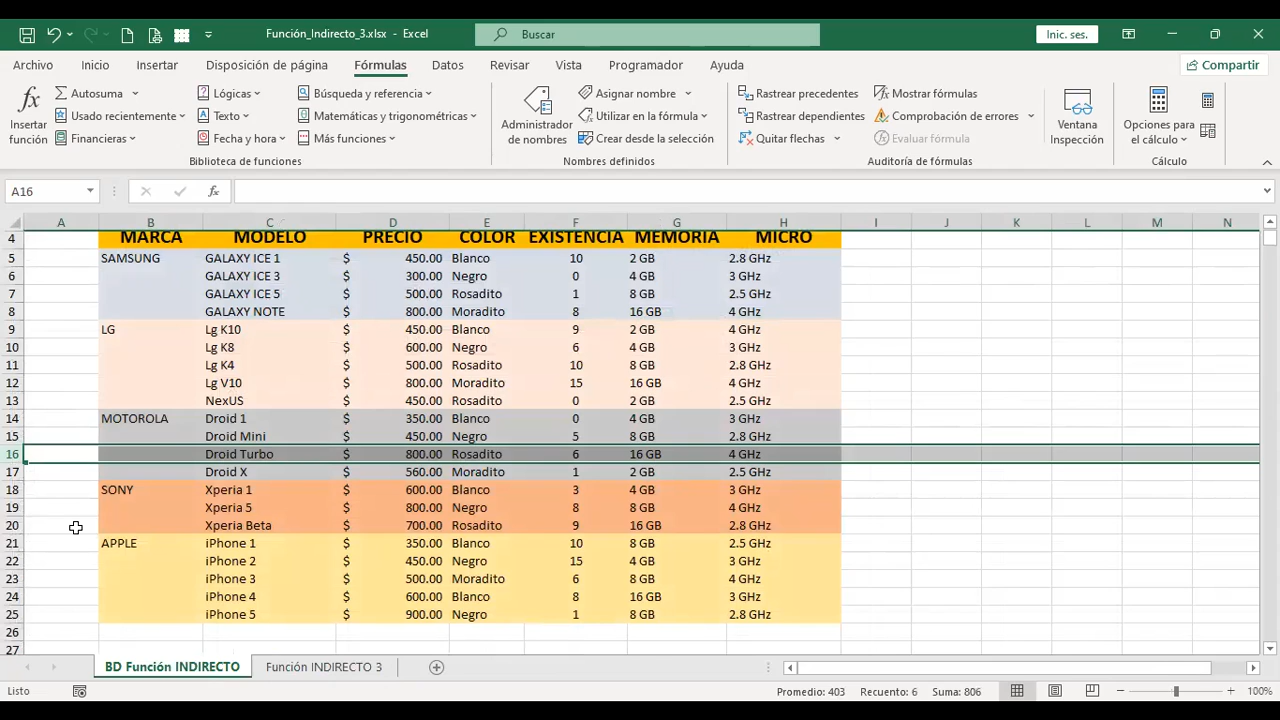 Función_Indirecto_3.xlsx - Excel
Buscar
Inic. ses.
Archivo Inicio Insertar Disposición de página Fórmulas Datos Revisar Vista Programador Ayuda
Compartir
Insertar función
Autosuma
Usado recientemente
Financieras
Lógicas
Texto
Fecha y hora
Búsqueda y referencia
Matemáticas y trigonométricas
Más funciones
Biblioteca de funciones
Administrador de nombres
Asignar nombre
Utilizar en la fórmula
Crear desde la selección
Nombres definidos
Rastrear precedentes
Rastrear dependientes
Quitar flechas
Mostrar fórmulas
Comprobación de errores
Evaluar fórmula
Auditoría de fórmulas
Ventana Inspección
Opciones para el cálculo
Cálculo
A16 fx
A B C D E F G H I J K L M N
4 MARCA MODELO PRECIO COLOR EXISTENCIA MEMORIA MICRO
5 SAMSUNG GALAXY ICE 1 $ 450.00 Blanco 10 2 GB 2.8 GHz
6 GALAXY ICE 3 $ 300.00 Negro 0 4 GB 3 GHz
7 GALAXY ICE 5 $ 500.00 Rosadito 1 8 GB 2.5 GHz
8 GALAXY NOTE $ 800.00 Moradito 8 16 GB 4 GHz
9 LG Lg K10 $ 450.00 Blanco 9 2 GB 4 GHz
10 Lg K8 $ 600.00 Negro 6 4 GB 3 GHz
11 Lg K4 $ 500.00 Rosadito 10 8 GB 2.8 GHz
12 Lg V10 $ 800.00 Moradito 15 16 GB 4 GHz
13 NexUS $ 450.00 Rosadito 0 2 GB 2.5 GHz
14 MOTOROLA Droid 1 $ 350.00 Blanco 0 4 GB 3 GHz
15 Droid Mini $ 450.00 Negro 5 8 GB 2.8 GHz
16 Droid Turbo $ 800.00 Rosadito 6 16 GB 4 GHz
17 Droid X $ 560.00 Moradito 1 2 GB 2.5 GHz
18 SONY Xperia 1 $ 600.00 Blanco 3 4 GB 3 GHz
19 Xperia 5 $ 800.00 Negro 8 8 GB 4 GHz
20 Xperia Beta $ 700.00 Rosadito 9 16 GB 2.8 GHz
21 APPLE iPhone 1 $ 350.00 Blanco 10 8 GB 2.5 GHz
22 iPhone 2 $ 450.00 Negro 15 4 GB 3 GHz
23 iPhone 3 $ 500.00 Moradito 6 8 GB 4 GHz
24 iPhone 4 $ 600.00 Blanco 8 16 GB 3 GHz
25 iPhone 5 $ 900.00 Negro 1 8 GB 2.8 GHz
26
27
BD Función INDIRECTO Función INDIRECTO 3
Listo Promedio: 403 Recuento: 6 Suma: 806 100%